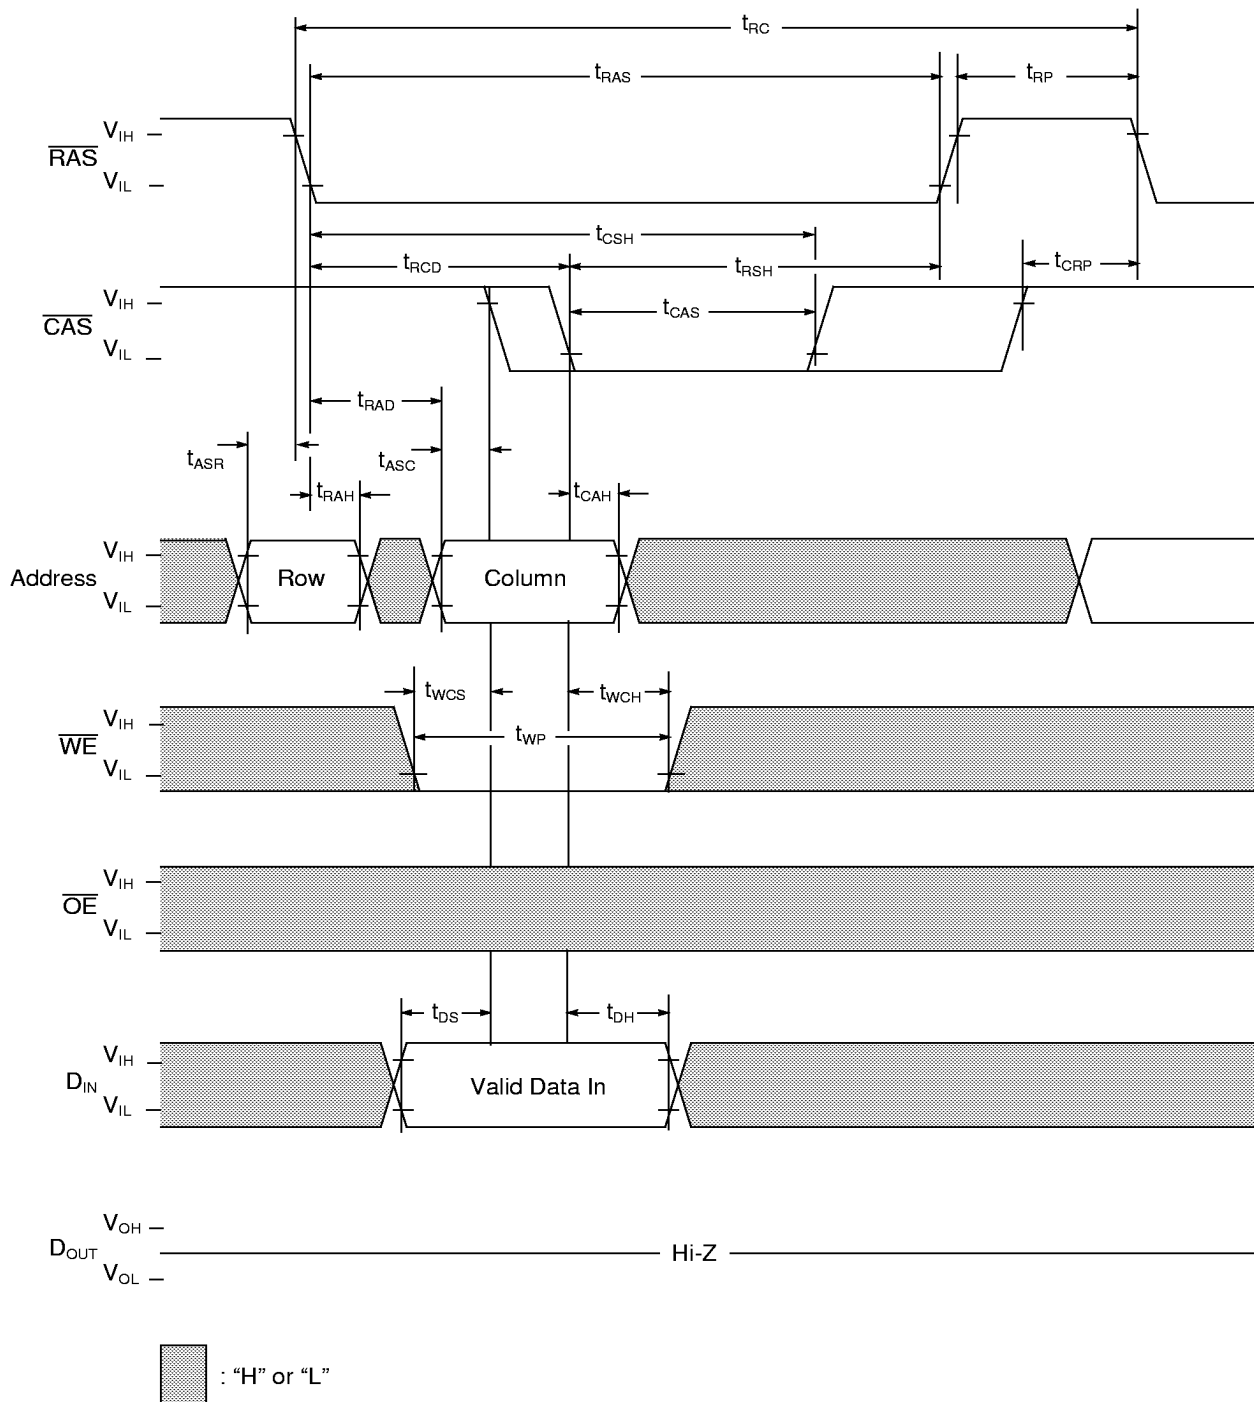 tRC
tRAS
tRP
RAS
VIH
VIL
tCSH
tRCD
tRSH
tCRP
CAS
VIH
VIL
tCAS
tRAD
tASR
tASC
tRAH
tCAH
Address
VIH
VIL
Row
Column
tWCS
tWCH
WE
VIH
VIL
tWP
OE
VIH
VIL
tDS
tDH
DIN
VIH
VIL
Valid Data In
DOUT
VOH
VOL
Hi-Z
: “H” or “L”